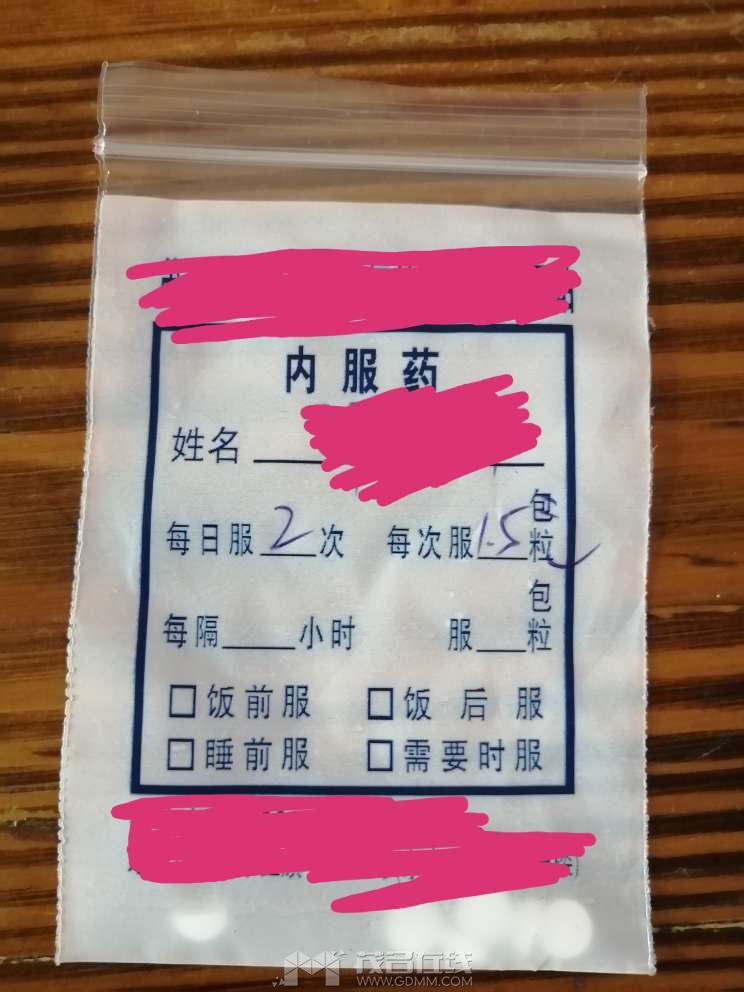 内服药
姓名
每日服 2 次 每次服 1.5 包粒
每隔 小时 服 包粒
□饭前服 □饭后服
□睡前服 □需要时服
茂名在线
WWW.GDMM.COM